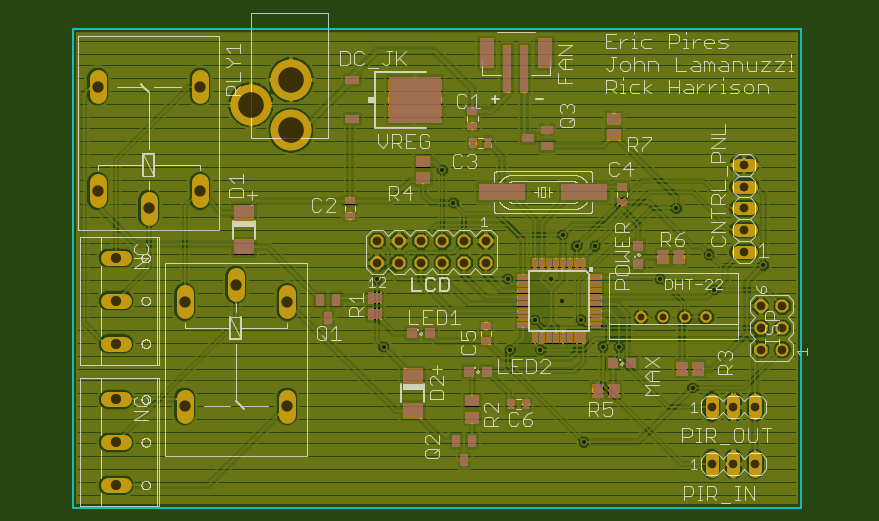 Eric Pires
John Lamanuzzi
Rick Harrison
RLY1
DC_JK
FAN
C1
+ -
Q3
VREG
R7
C3
R4
C4
CNTRL_PNL
D1
+
C2
1
POWER
R6
1
NC
12
LCD
DHT-22
6
ISP
1
R1
LED1
Q1
C5
LED2
MAX
R3
D2+
NC
R2
C6
R5
1
PIR_OUT
Q2
1
PIR_IN